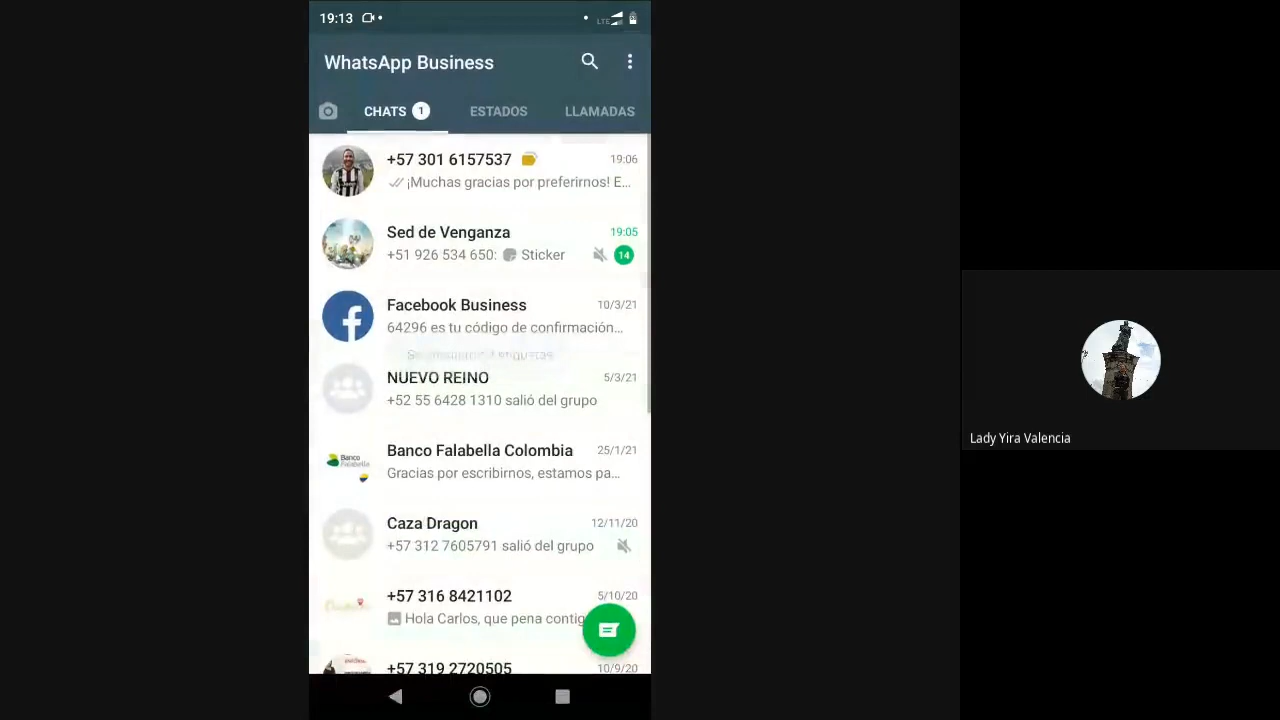 19:13
LTE
WhatsApp Business
CHATS 1
ESTADOS
LLAMADAS
+57 301 6157537
19:06
¡Muchas gracias por preferirnos! E...
Sed de Venganza
19:05
+51 926 534 650: Sticker
14
Facebook Business
10/3/21
64296 es tu código de confirmación...
NUEVO REINO
5/3/21
+52 55 6428 1310 salió del grupo
Banco Falabella Colombia
25/1/21
Banco
Falabella
Gracias por escribirnos, estamos pa...
Caza Dragon
12/11/20
+57 312 7605791 salió del grupo
+57 316 8421102
5/10/20
Hola Carlos, que pena contig
+57 319 2720505
10/9/20
Lady Yira Valencia